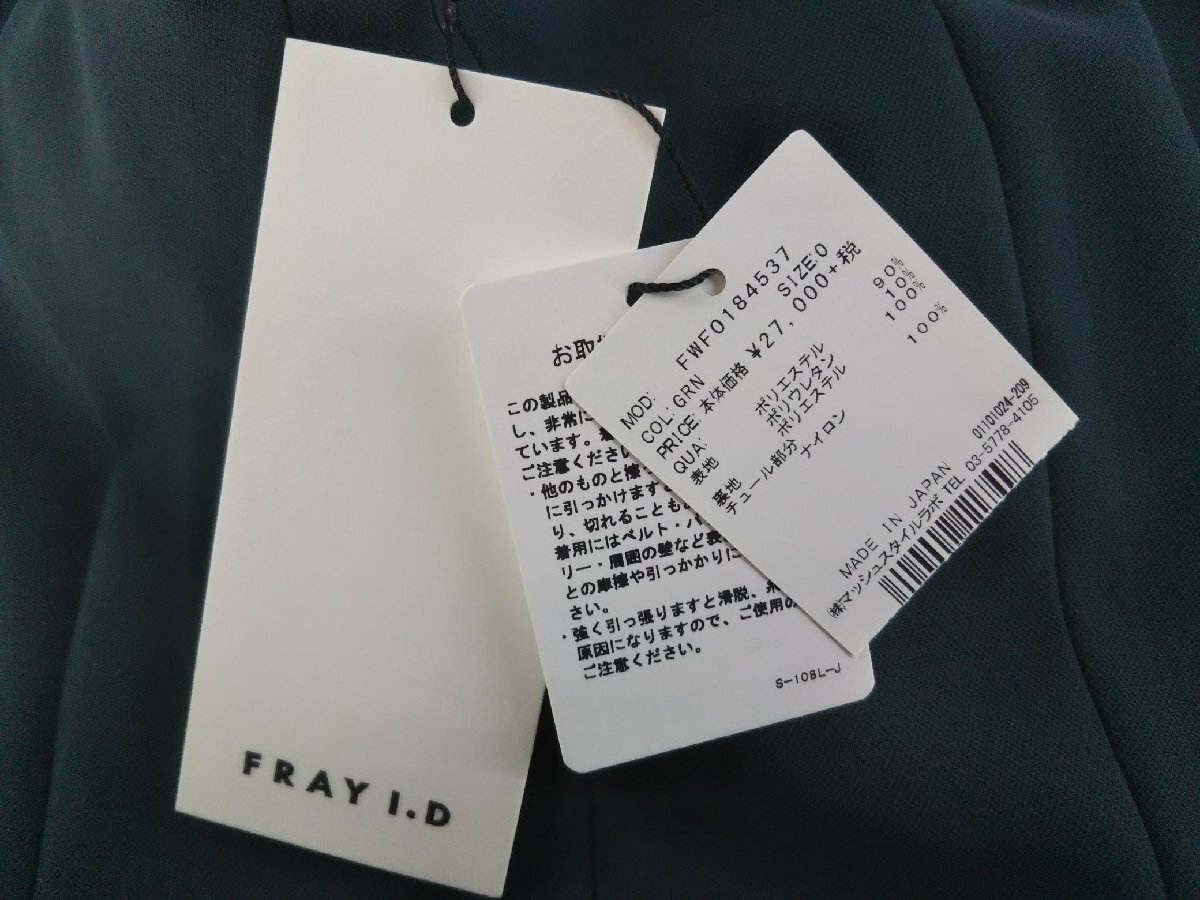 FRAY I.D
お取
この製品
し、非常に
ています。
ご注意ください
・他のものと擦
に引っかけますと
り、切れることも
着用にはベルト・バ
リー・周囲の壁など表
との摩擦や引っかかりに
さい。
・強く引っ張りますと滑脱、
原因になりますので、ご使用の
ご注意ください。
S-108L-J
MOD: FWF0184537
COL:GRN SIZE:0
PRICE:本体価格 ¥27,000+税
QUA:
表地 ポリエステル 90%
ポリウレタン 10%
裏地 ポリエステル 100%
チュール部分
ナイロン 100%
01101024-209
MADE IN JAPAN
㈱マッシュスタイルラボ TEL 03-5778-4105